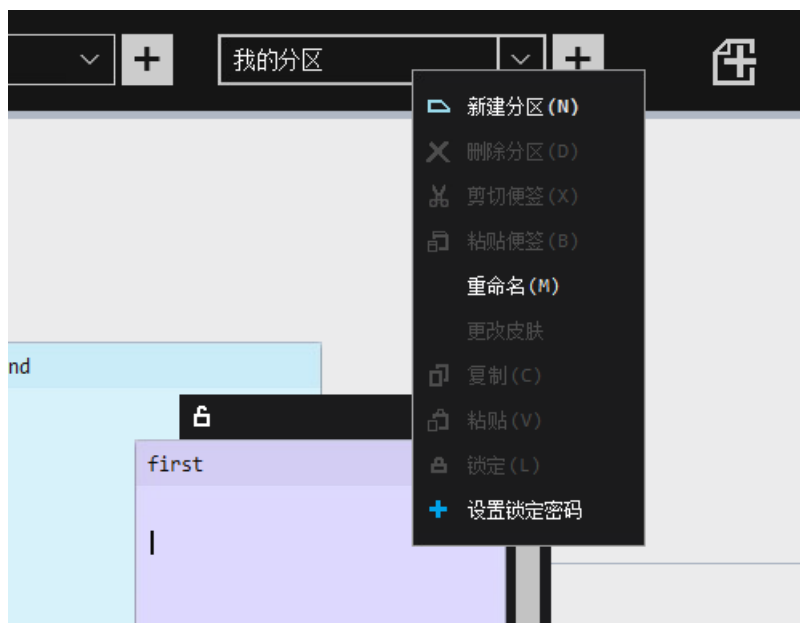 我的分区
新建分区(N)
删除分区(D)
剪切便签(X)
粘贴便签(B)
重命名(M)
更改皮肤
nd
复制(C)
粘贴(V)
first
锁定(L)
设置锁定密码